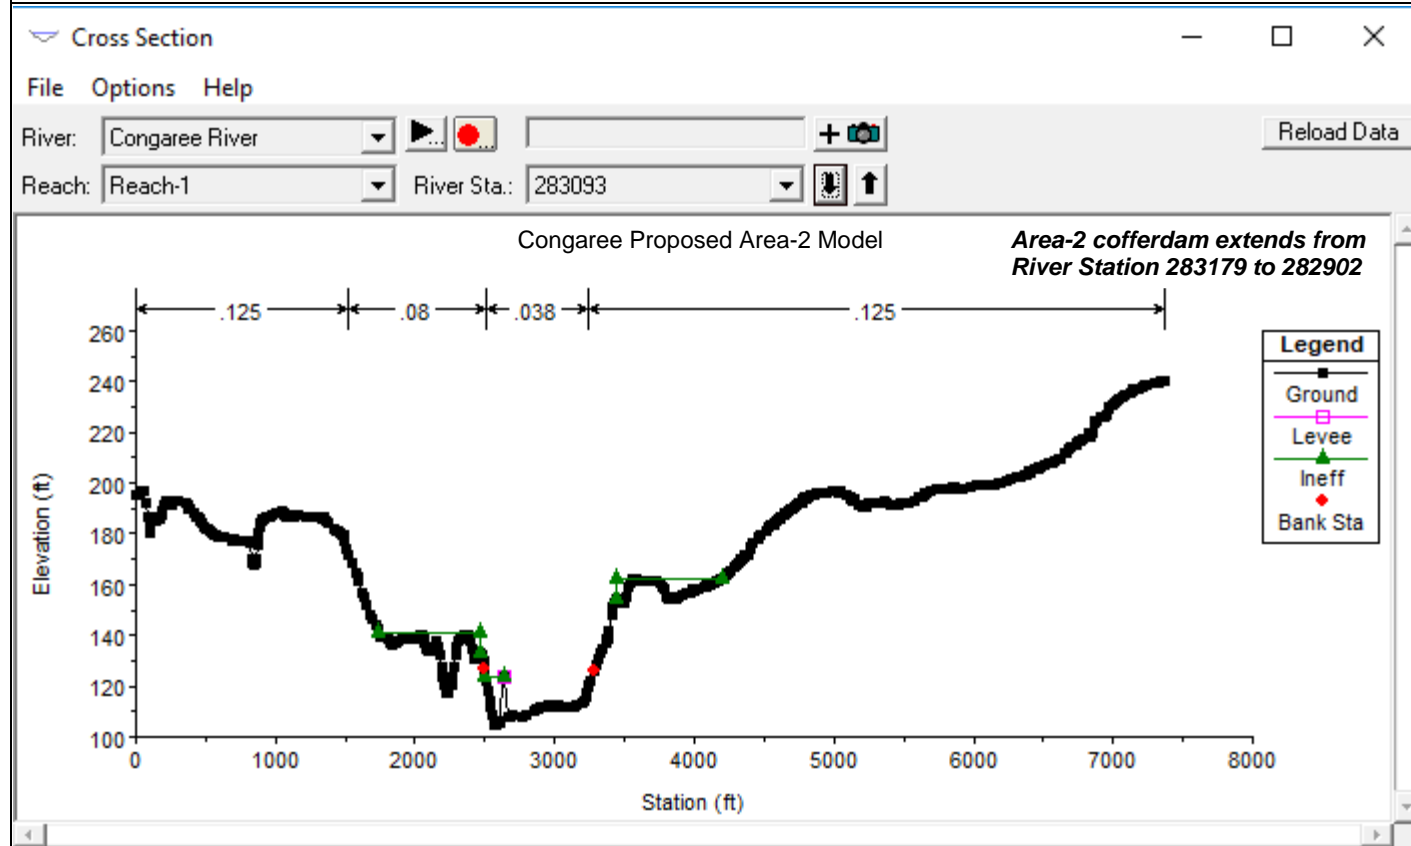 Cross Section
File Options Help
River: Congaree River
Reload Data
Reach: Reach-1 River Sta.: 283093
Congaree Proposed Area-2 Model
Area-2 cofferdam extends from
River Station 283179 to 282902
.125 .08 .038 .125
Legend
Ground
Levee
Ineff
Bank Sta
Elevation (ft)
260
240
220
200
180
160
140
120
100
0 1000 2000 3000 4000 5000 6000 7000 8000
Station (ft)